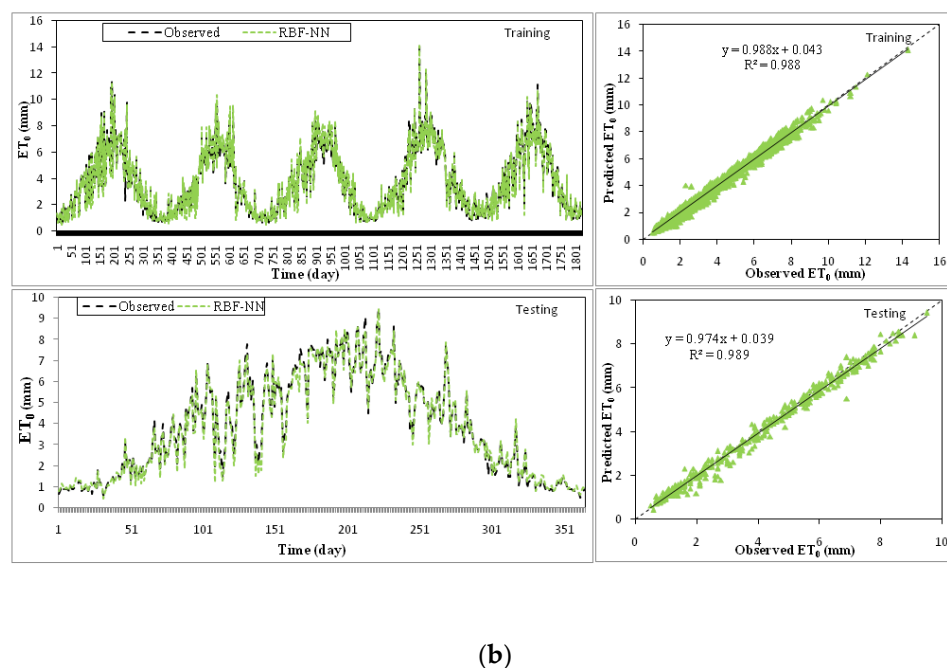 Observed RBF-NN Training
ET₀ (mm)
16
14
12
10
8
6
4
2
0
1 51 101 151 201 251 301 351 401 451 501 551 601 651 701 751 801 851 901 951 1001 1051 1101 1151 1201 1251 1301 1351 1401 1451 1501 1551 1601 1651 1701 1751 1801
Time (day)
Training
y = 0.988x + 0.043
R² = 0.988
Predicted ET₀ (mm)
16
14
12
10
8
6
4
2
0
0 2 4 6 8 10 12 14 16
Observed ET₀ (mm)
Observed RBF-NN Testing
ET₀ (mm)
10
9
8
7
6
5
4
3
2
1
0
1 51 101 151 201 251 301 351
Time (day)
Testing
y = 0.974x + 0.039
R² = 0.989
Predicted ET₀ (mm)
10
8
6
4
2
0
0 2 4 6 8 10
Observed ET₀ (mm)
(b)